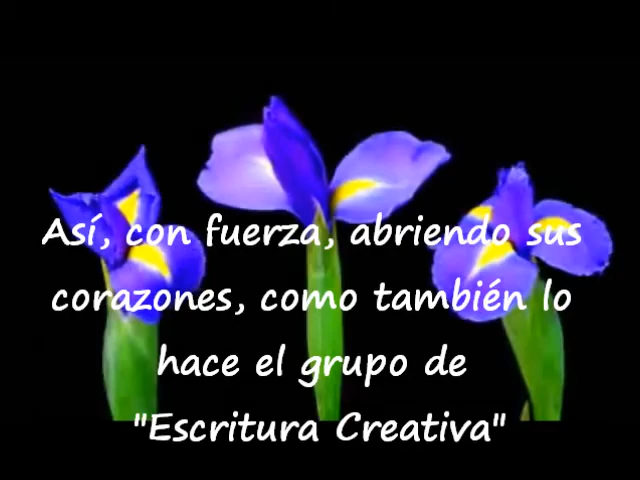 Así, con fuerza, abriendo sus
corazones, como también lo
hace el grupo de
"Escritura Creativa"